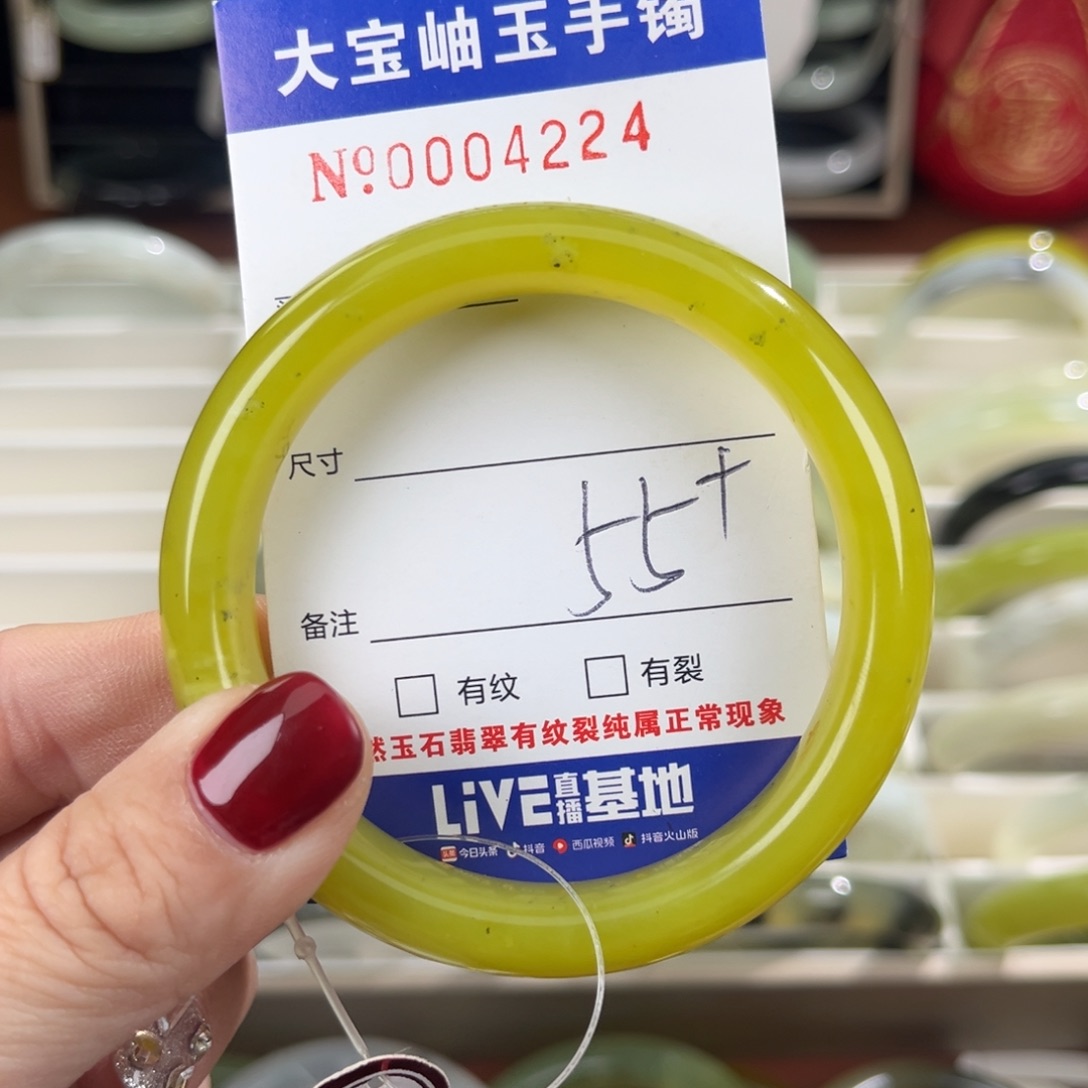 大宝岫玉手镯
No.0004224
尺寸
55+
备注
□ 有纹 □ 有裂
然玉石翡翠有纹裂纯属正常现象
LiVE直播基地
今日头条 抖音 西瓜视频 抖音火山版